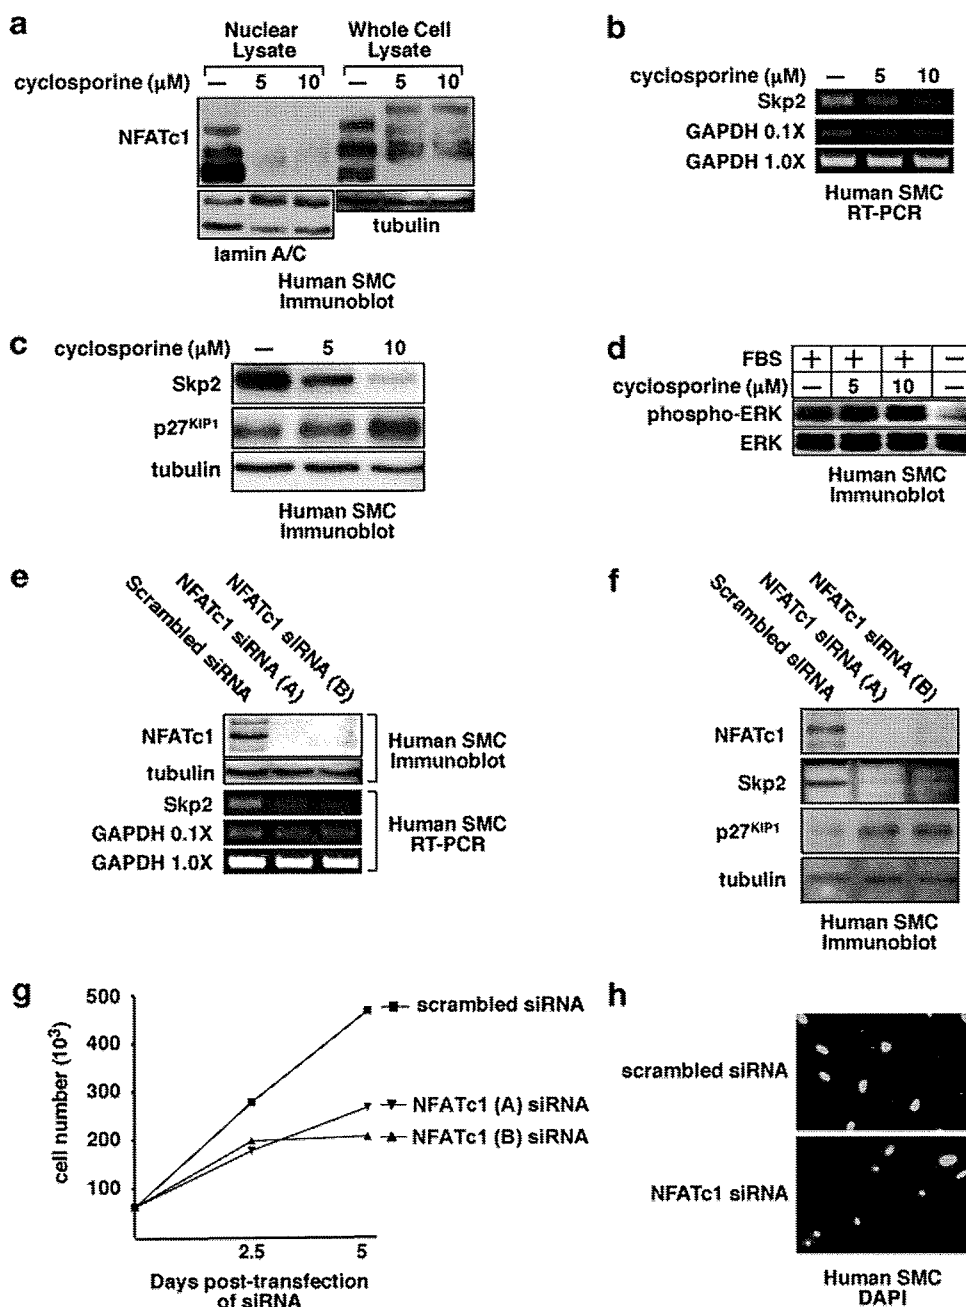 a
Nuclear Lysate
Whole Cell Lysate
cyclosporine (µM) — 5 10 — 5 10
NFATc1
lamin A/C
tubulin
Human SMC
Immunoblot
b
cyclosporine (µM) — 5 10
Skp2
GAPDH 0.1X
GAPDH 1.0X
Human SMC
RT-PCR
c
cyclosporine (µM) — 5 10
Skp2
p27KIP1
tubulin
Human SMC
Immunoblot
d
FBS + + + —
cyclosporine (µM) — 5 10 —
phospho-ERK
ERK
Human SMC
Immunoblot
e
Scrambled siRNA
NFATc1 siRNA (A)
NFATc1 siRNA (B)
NFATc1
tubulin
Human SMC
Immunoblot
Skp2
GAPDH 0.1X
GAPDH 1.0X
Human SMC
RT-PCR
f
Scrambled siRNA
NFATc1 siRNA (A)
NFATc1 siRNA (B)
NFATc1
Skp2
p27KIP1
tubulin
Human SMC
Immunoblot
g
cell number (10³)
500
400
300
200
100
scrambled siRNA
NFATc1 (A) siRNA
NFATc1 (B) siRNA
2.5 5
Days post-transfection
of siRNA
h
scrambled siRNA
NFATc1 siRNA
Human SMC
DAPI